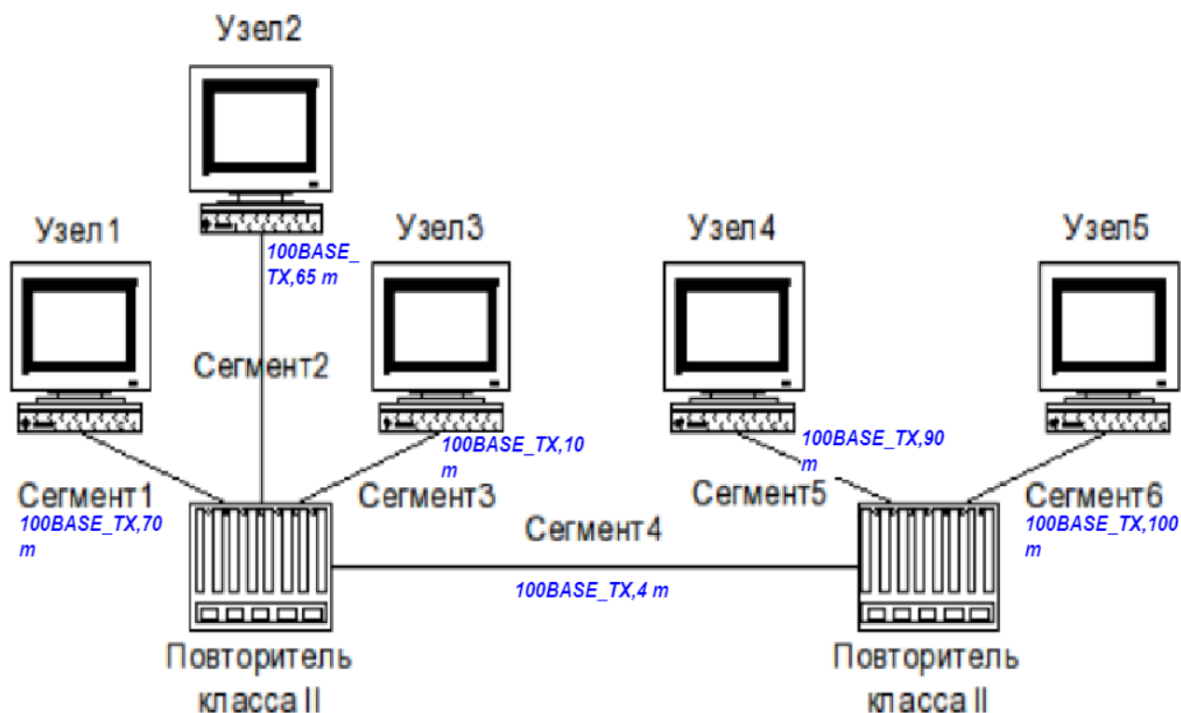 Узел2
Узел1
100BASE_
TX,65 m
Узел3
Узел4
Узел5
Сегмент2
Сегмент1
100BASE_TX,70
m
100BASE_TX,10
m
Сегмент3
100BASE_TX,90
m
Сегмент5
Сегмент6
100BASE_TX,100
m
Сегмент4
100BASE_TX,4 m
Повторитель
класса II
Повторитель
класса II